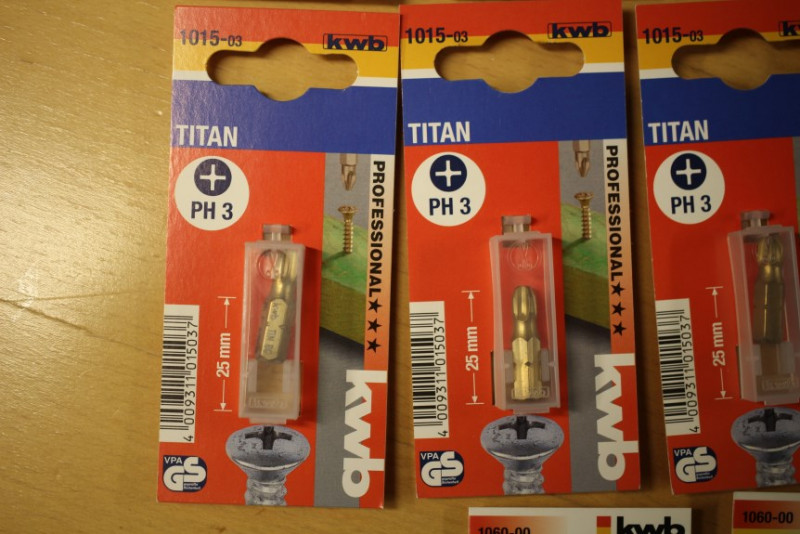 1015-03
kwb
TITAN
PH 3
PROFESSIONAL
25 mm
4 009311 015037
kwb
VPA
GS
1015-03
kwb
TITAN
PH 3
PROFESSIONAL
25 mm
4 009311 015037
kwb
VPA
GS
1015-03
kwb
TITAN
PH 3
25 mm
4 009311 015037
VPA
GS
1060-00
kwb
1060-00